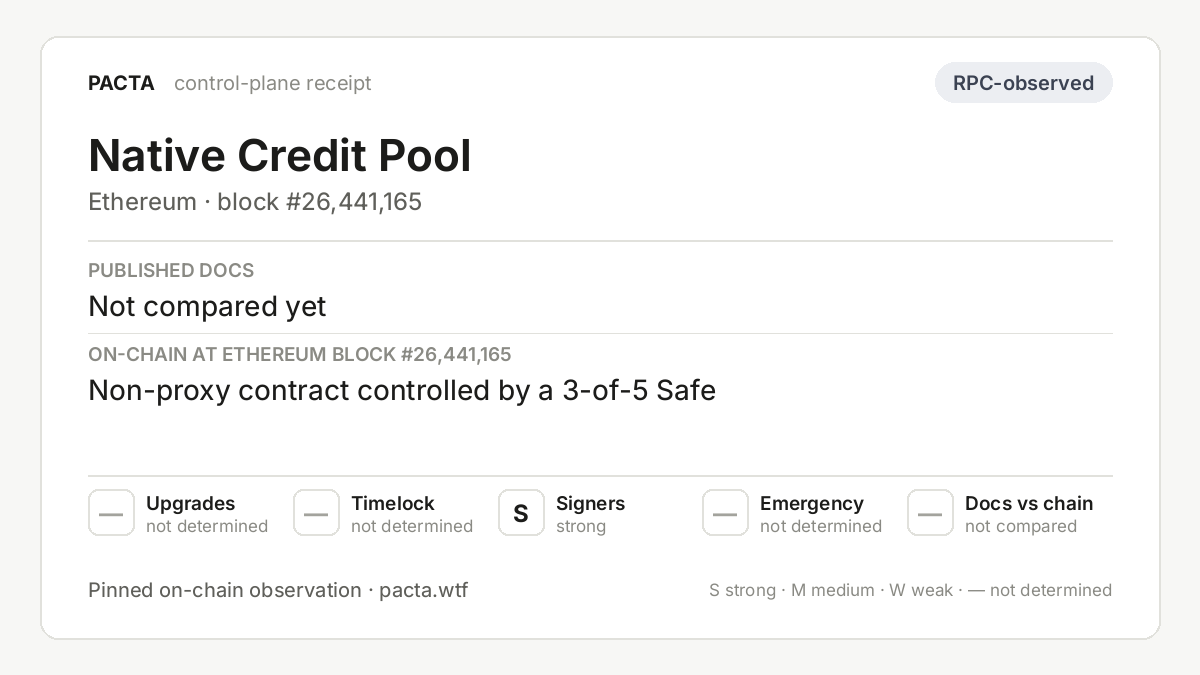 PACTA control-plane receipt RPC-observed
Native Credit Pool
Ethereum · block #26,441,165
PUBLISHED DOCS
Not compared yet
ON-CHAIN AT ETHEREUM BLOCK #26,441,165
Non-proxy contract controlled by a 3-of-5 Safe
— Upgrades not determined
— Timelock not determined
S Signers strong
— Emergency not determined
— Docs vs chain not compared
Pinned on-chain observation · pacta.wtf
S strong · M medium · W weak · — not determined